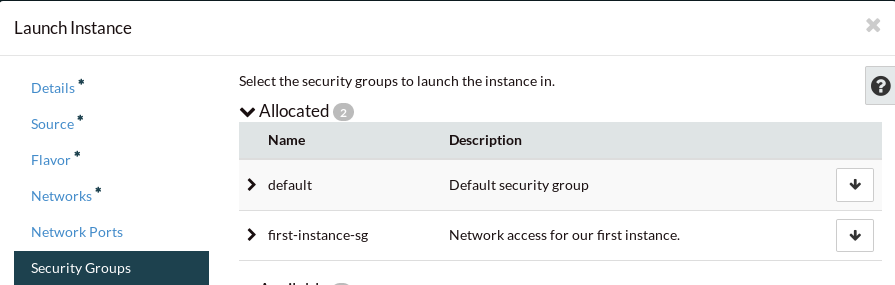 Launch Instance
Details *
Source *
Flavor *
Networks *
Network Ports
Security Groups
Select the security groups to launch the instance in.
Allocated 2
Name Description
default Default security group
first-instance-sg Network access for our first instance.